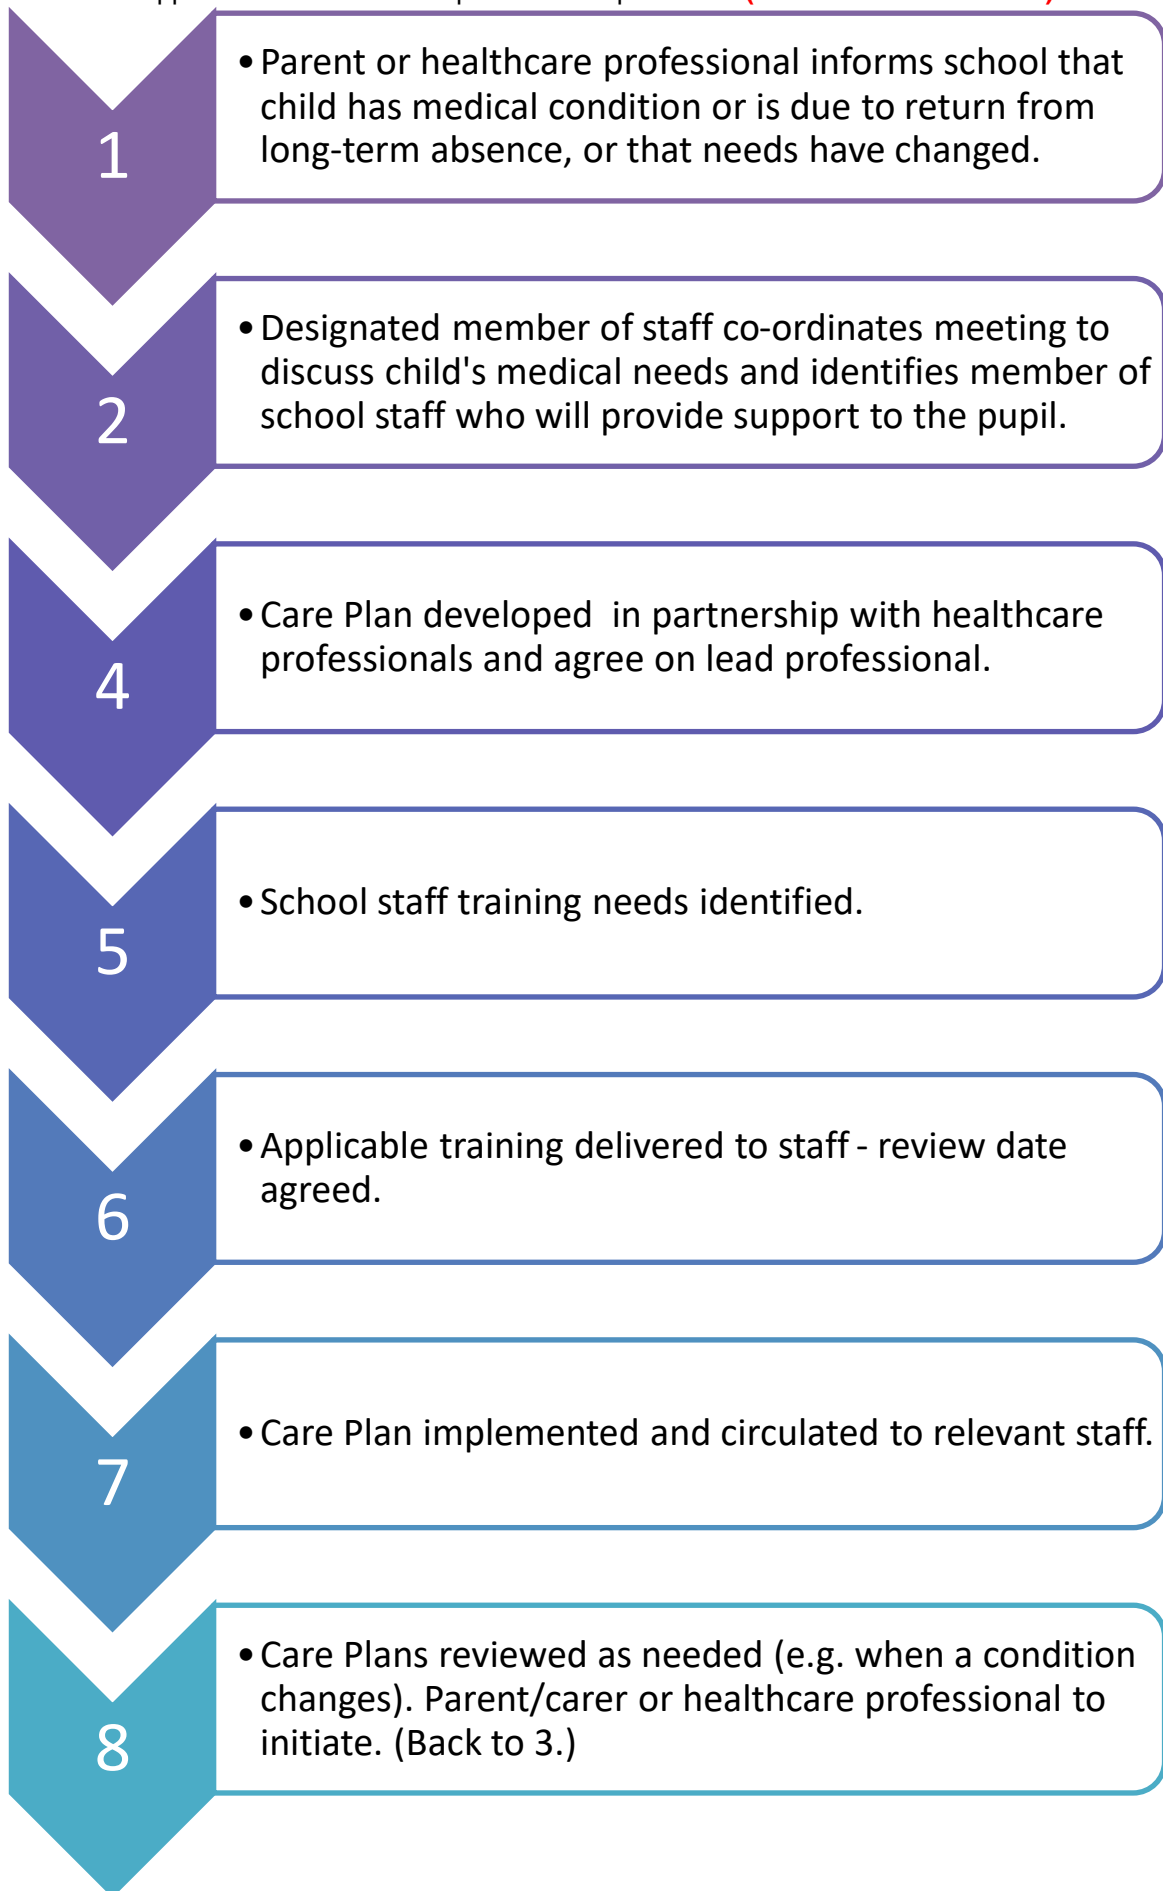 1
•Parent or healthcare professional informs school that
child has medical condition or is due to return from
long-term absence, or that needs have changed.
2
•Designated member of staff co-ordinates meeting to
discuss child's medical needs and identifies member of
school staff who will provide support to the pupil.
4
•Care Plan developed  in partnership with healthcare
professionals and agree on lead professional.
5
•School staff training needs identified.
6
•Applicable training delivered to staff - review date
agreed.
7
•Care Plan implemented and circulated to relevant staff.
8
•Care Plans reviewed as needed (e.g. when a condition
changes). Parent/carer or healthcare professional to
initiate. (Back to 3.)